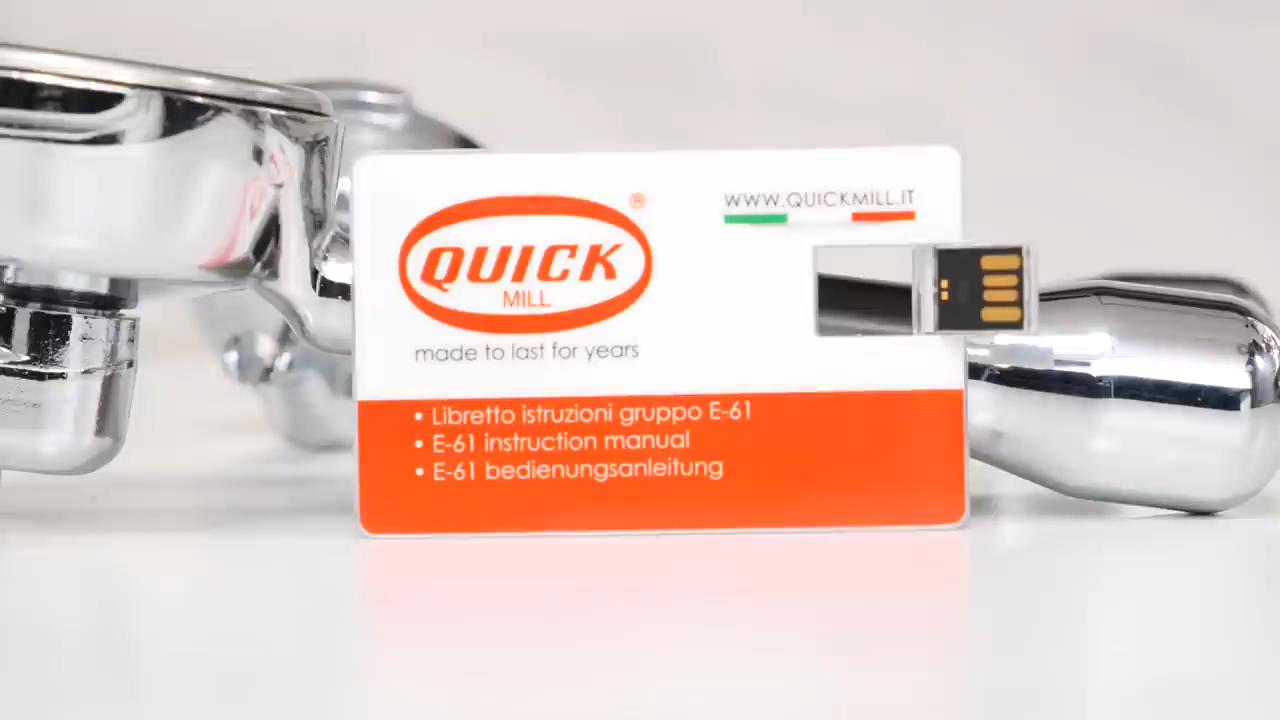 QUICK
MILL
®
made to last for years
WWW.QUICKMILL.IT
• Libretto istruzioni gruppo E-61
• E-61 instruction manual
• E-61 bedienungsanleitung